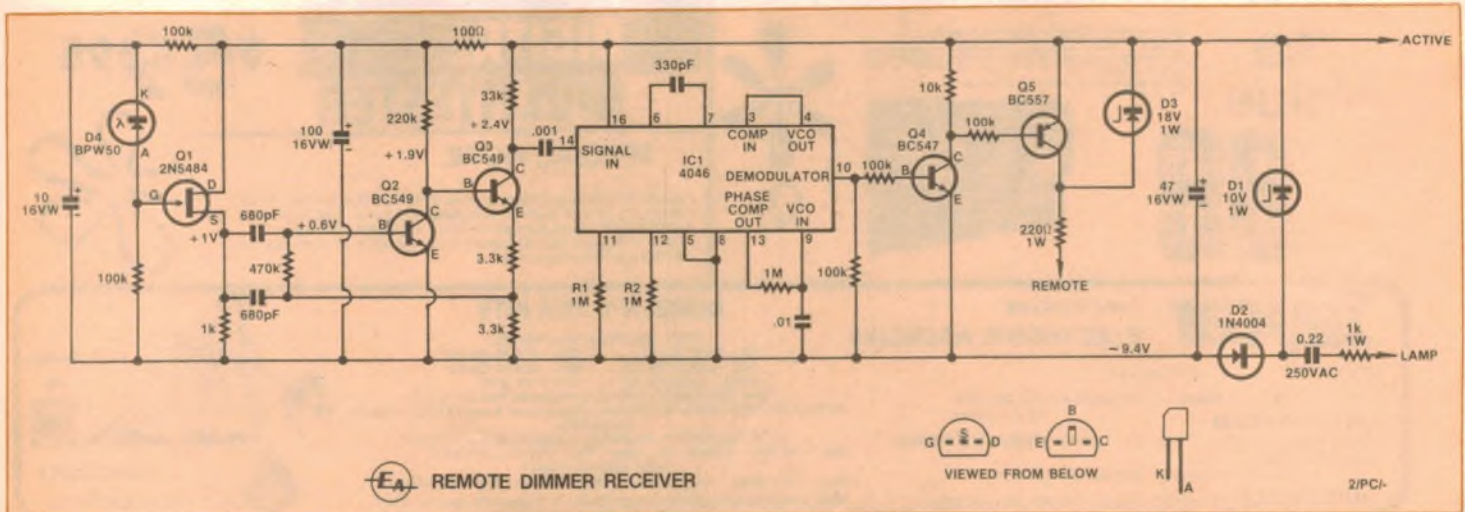 100k
100Ω
ACTIVE
330pF
10k
Q5
BC557
K
33k
220k
D3
18V
1W
λ
+2.4V
16
6
7
3
4
100k
D4
BPW50
A
100
16VW
+
-
Q3
BC549
.001
14
COMP
IN
VCO
OUT
Q4
BC547
C
Q1
2N5484
+1.9V
SIGNAL
IN
IC1
4046
10
100k
47
16VW
+
-
D1
10V
1W
10
16VW
+
-
G
D
S
Q2
BC549
B
C
E
DEMODULATOR
B
E
680pF
+0.6V
B
C
E
PHASE
COMP
OUT
VCO
IN
220Ω
1W
+1V
11
12
5
8
13
9
100k
470k
3.3k
1M
100k
REMOTE
R1
1M
R2
1M
D2
1N4004
1k
680pF
3.3k
.01
0.22
250VAC
1k
1W
-9.4V
LAMP
B
G
S
D
E
C
VIEWED FROM BELOW
K
A
EA REMOTE DIMMER RECEIVER
2/PC/-